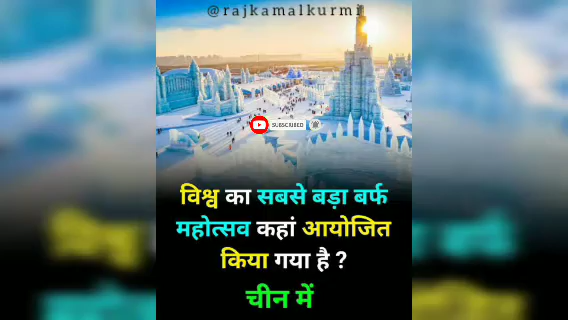 @rajkamalkurmi
SUBSCRIBED
विश्व का सबसे बड़ा बर्फ
महोत्सव कहां आयोजित
किया गया है ?
चीन में